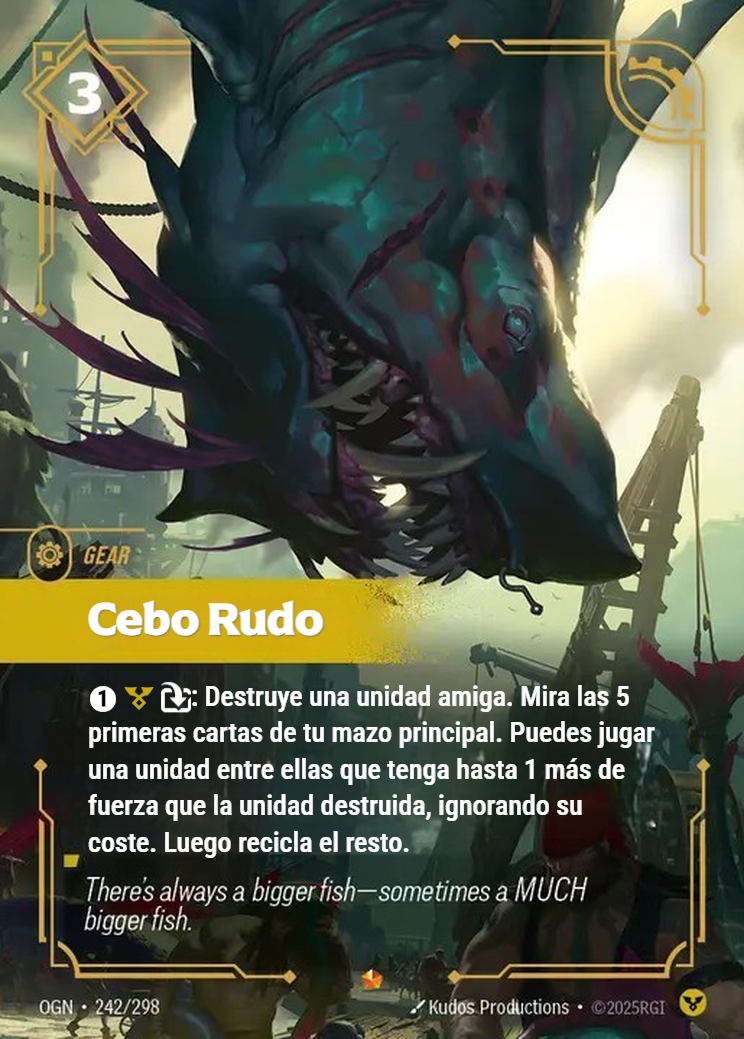 3
GEAR
Cebo Rudo
1 : Destruye una unidad amiga. Mira las 5
primeras cartas de tu mazo principal. Puedes jugar
una unidad entre ellas que tenga hasta 1 más de
fuerza que la unidad destruida, ignorando su
coste. Luego recicla el resto.
There's always a bigger fish—sometimes a MUCH
bigger fish.
OGN • 242/298 Kudos Productions • ©2025RGI